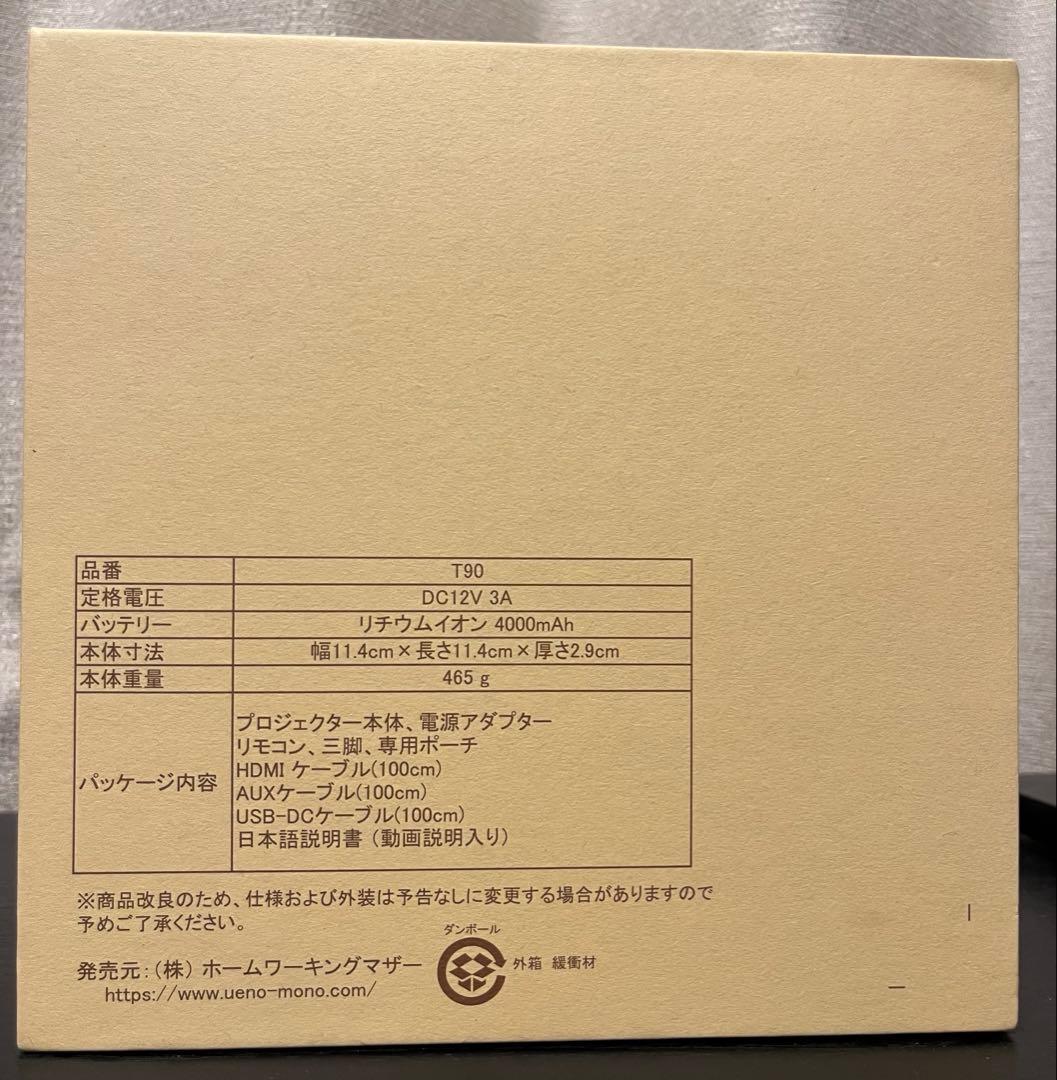 品番 T90
定格電圧 DC12V 3A
バッテリー リチウムイオン 4000mAh
本体寸法 幅11.4cm×長さ11.4cm×厚さ2.9cm
本体重量 465 g
パッケージ内容
プロジェクター本体、電源アダプター
リモコン、三脚、専用ポーチ
HDMI ケーブル(100cm)
AUXケーブル(100cm)
USB-DCケーブル(100cm)
日本語説明書 (動画説明入り)
※商品改良のため、仕様および外装は予告なしに変更する場合がありますので
予めご了承ください。
ダンボール
外箱 緩衝材
発売元:(株) ホームワーキングマザー
https://www.ueno-mono.com/